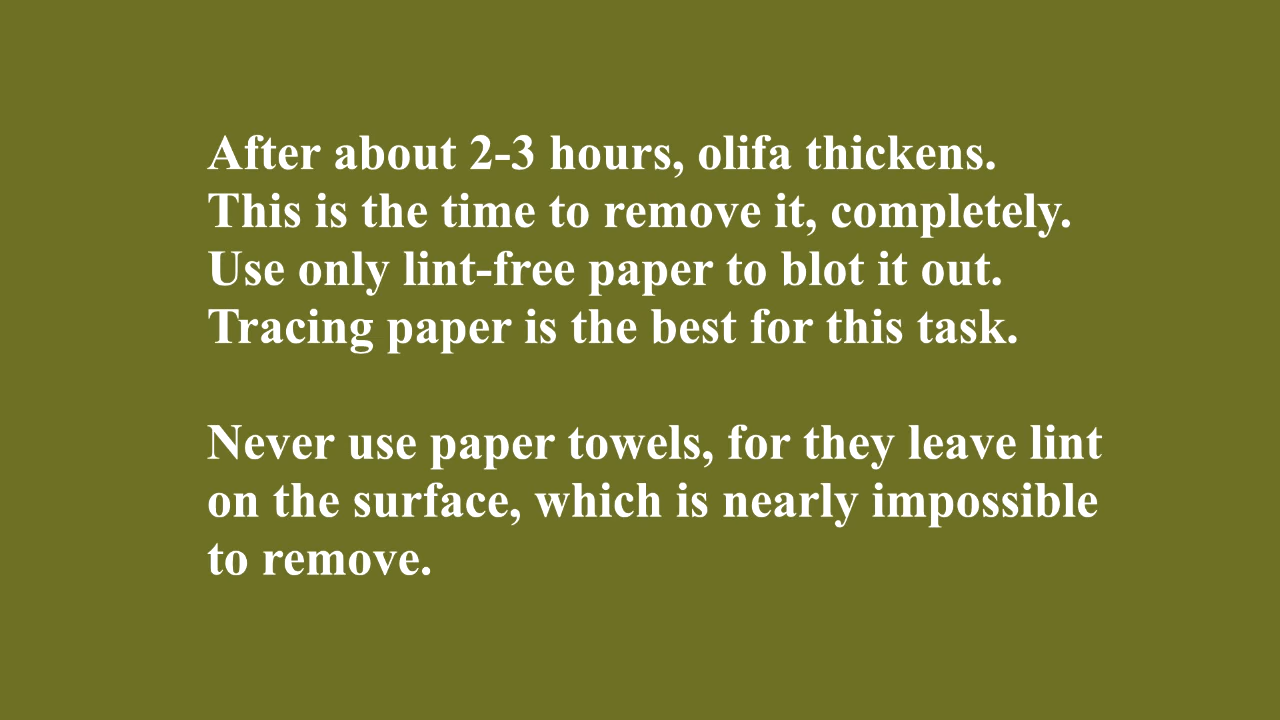 After about 2-3 hours, olifa thickens.
This is the time to remove it, completely.
Use only lint-free paper to blot it out.
Tracing paper is the best for this task.
Never use paper towels, for they leave lint
on the surface, which is nearly impossible
to remove.